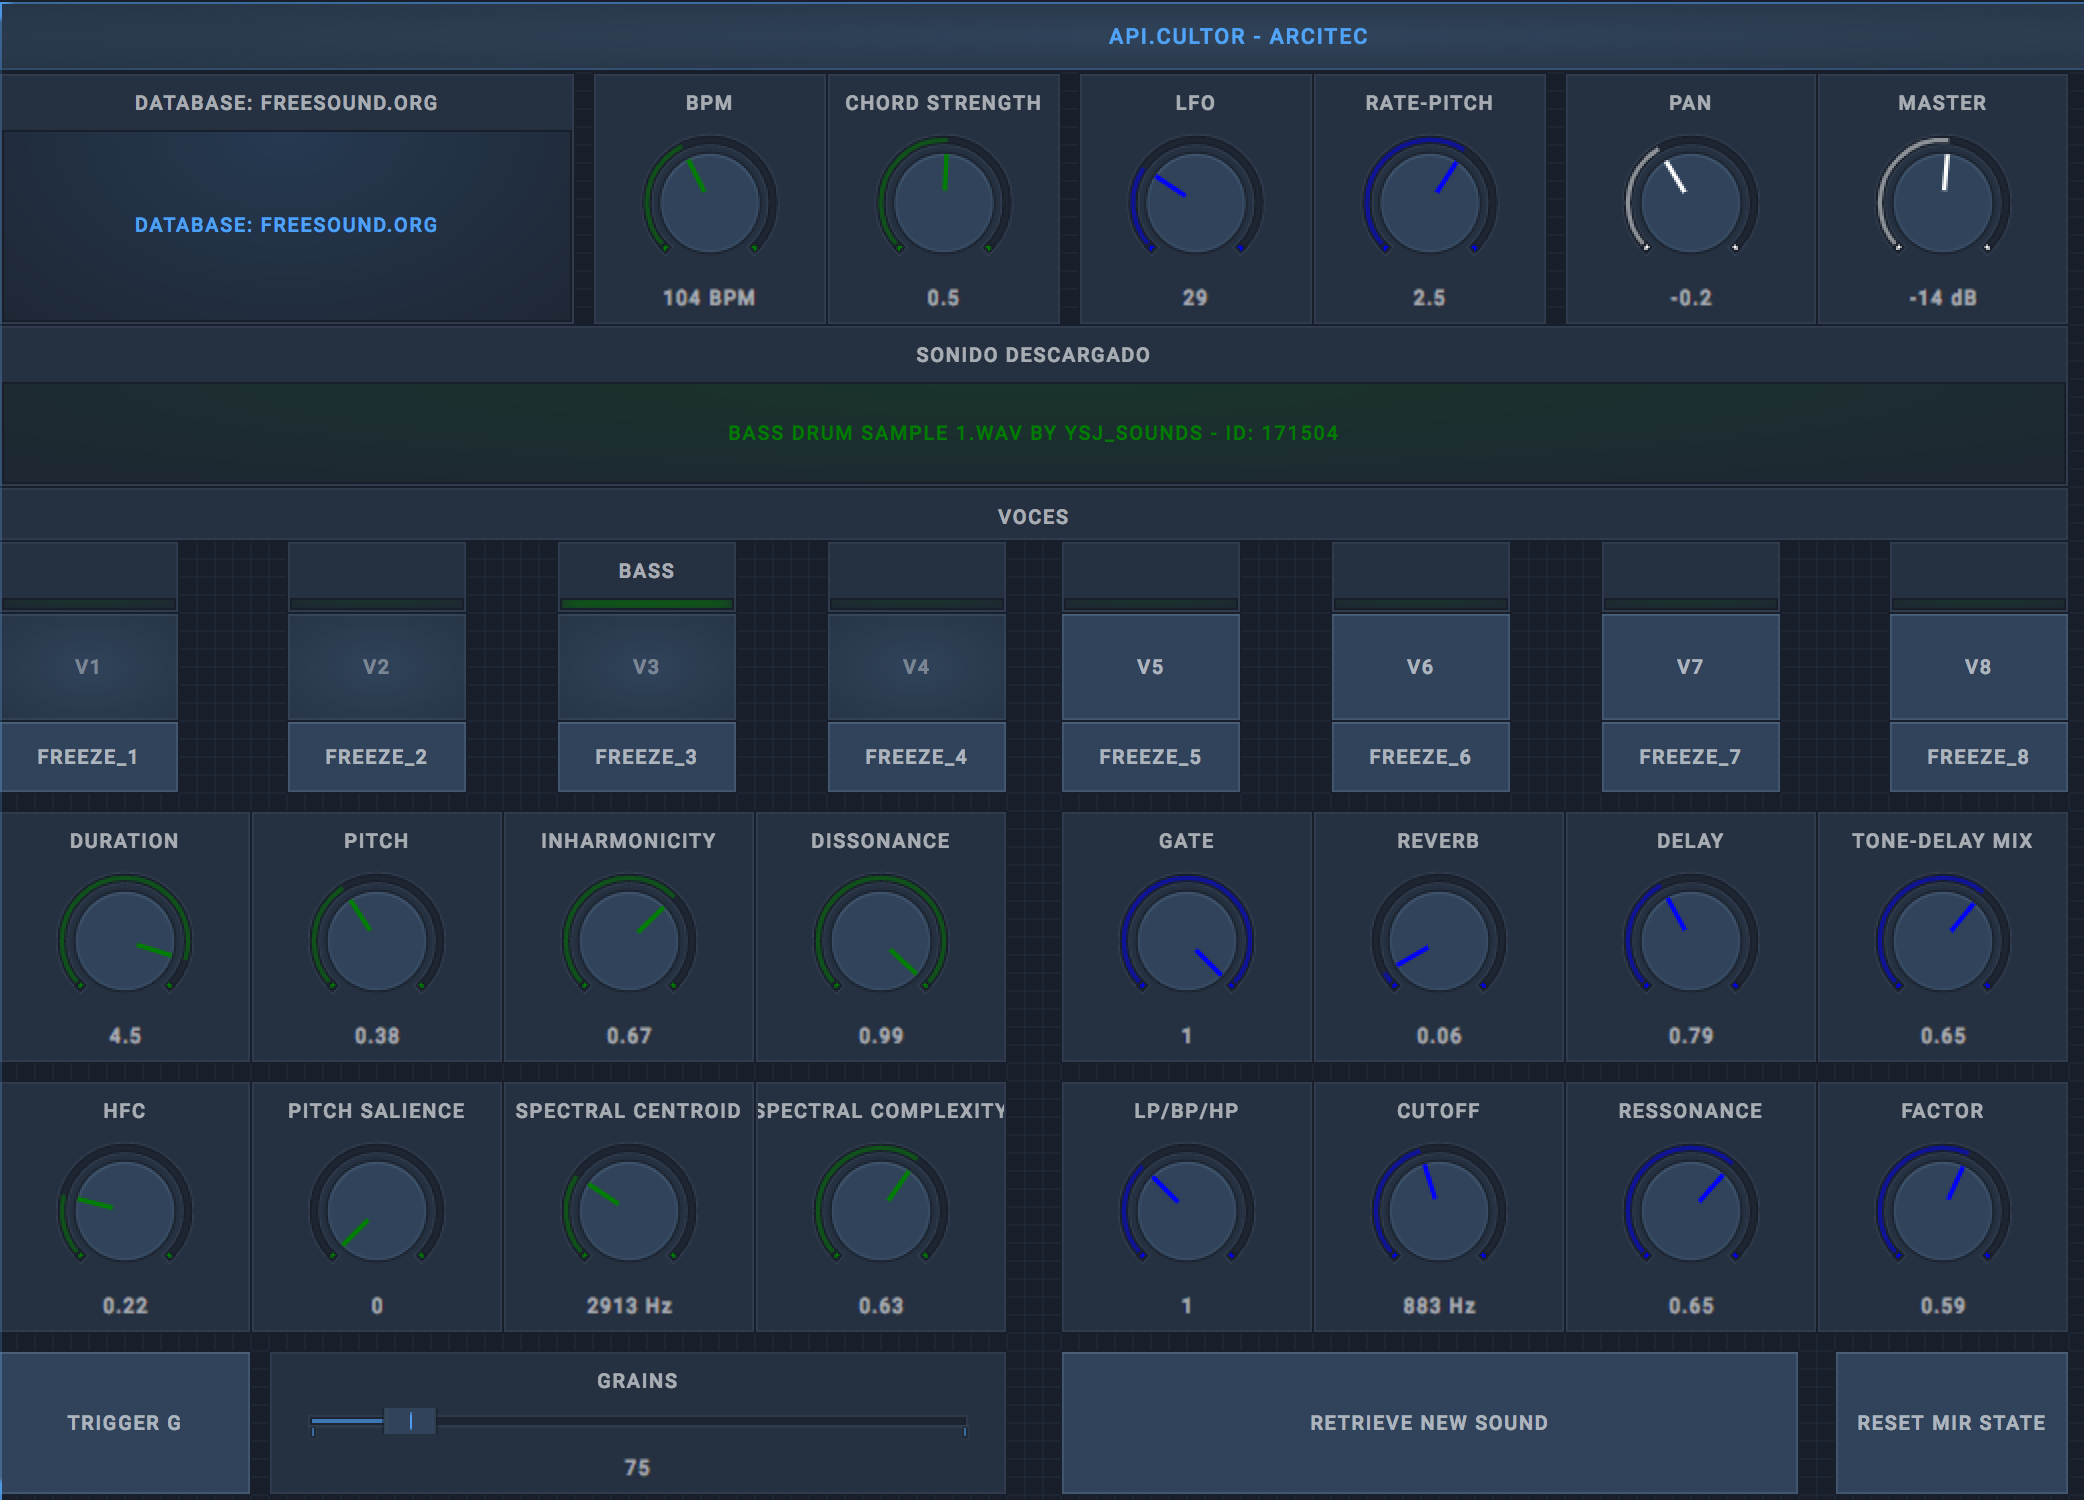 API.CULTOR - ARCITEC
DATABASE: FREESOUND.ORG
DATABASE: FREESOUND.ORG
BPM
104 BPM
CHORD STRENGTH
0.5
LFO
29
RATE-PITCH
2.5
PAN
-0.2
MASTER
-14 dB
SONIDO DESCARGADO
BASS DRUM SAMPLE 1.WAV BY YSJ_SOUNDS - ID: 171504
VOCES
BASS
V1
V2
V3
V4
V5
V6
V7
V8
FREEZE_1
FREEZE_2
FREEZE_3
FREEZE_4
FREEZE_5
FREEZE_6
FREEZE_7
FREEZE_8
DURATION
4.5
PITCH
0.38
INHARMONICITY
0.67
DISSONANCE
0.99
GATE
1
REVERB
0.06
DELAY
0.79
TONE-DELAY MIX
0.65
HFC
0.22
PITCH SALIENCE
0
SPECTRAL CENTROID
2913 Hz
SPECTRAL COMPLEXITY
0.63
LP/BP/HP
1
CUTOFF
883 Hz
RESSONANCE
0.65
FACTOR
0.59
TRIGGER G
GRAINS
75
RETRIEVE NEW SOUND
RESET MIR STATE